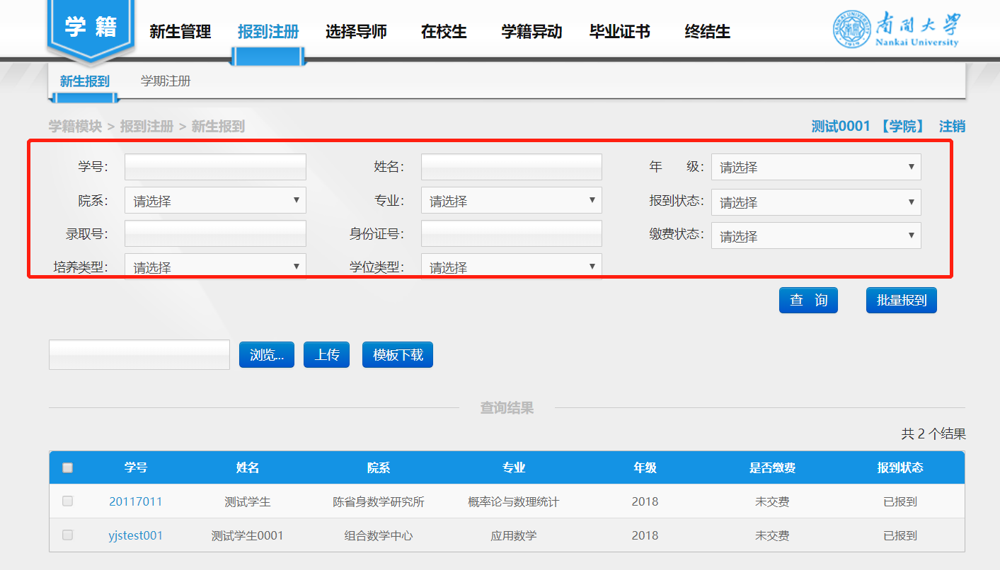 学 籍
新生管理 报到注册 选择导师 在校生 学籍异动 毕业证书 终结生
南开大学
Nankai University
NANKAI UNIVERSITY
1919
新生报到 学期注册
学籍模块 > 报到注册 > 新生报到
测试0001 【学院】 注销
学号: 姓名: 年 级: 请选择
院系: 请选择 专业: 请选择 报到状态: 请选择
录取号: 身份证号: 缴费状态: 请选择
培养类型: 请选择 学位类型: 请选择
查 询 批量报到
浏览... 上传 模板下载
查询结果
共 2 个结果
学号 姓名 院系 专业 年级 是否缴费 报到状态
20117011 测试学生 陈省身数学研究所 概率论与数理统计 2018 未交费 已报到
yjstest001 测试学生0001 组合数学中心 应用数学 2018 未交费 已报到